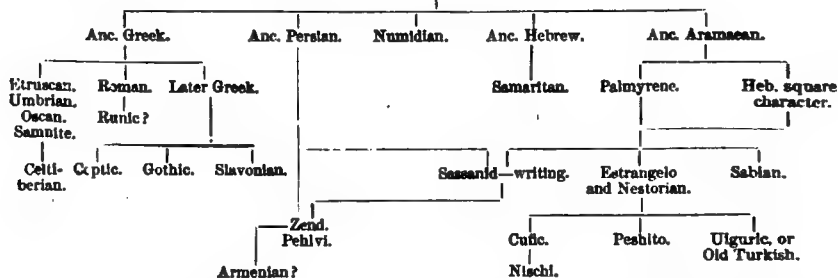 Anc. Greek. Anc. Persian. Numidian. Anc. Hebrew. Anc. Aramaean.
Etruscan. Roman. Later Greek. Samaritan. Palmyrene. Heb. square
Umbrian. character.
Oscan. Runic?
Samnite.
Celti- Coptic. Gothic. Slavonian. Sassanid—writing. Estrangelo Sabian.
berian. and Nestorian.
Zend.
Pehlvi. Cufic. Peshito. Uiguric, or
Old Turkish.
Armenian? Nischi.